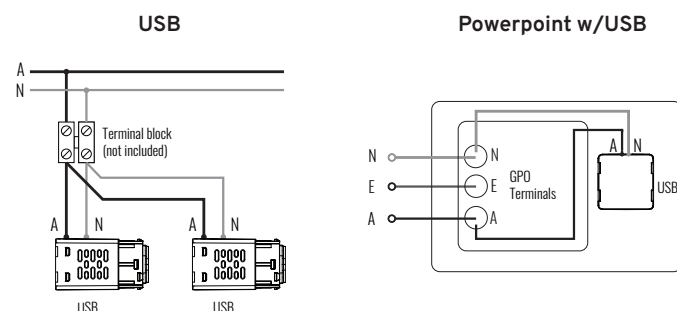 USB
Powerpoint w/USB
A
N
Terminal block
(not included)
A N
A N
USB
USB
A N
N
N
E
E
GPO
Terminals
USB
A
A